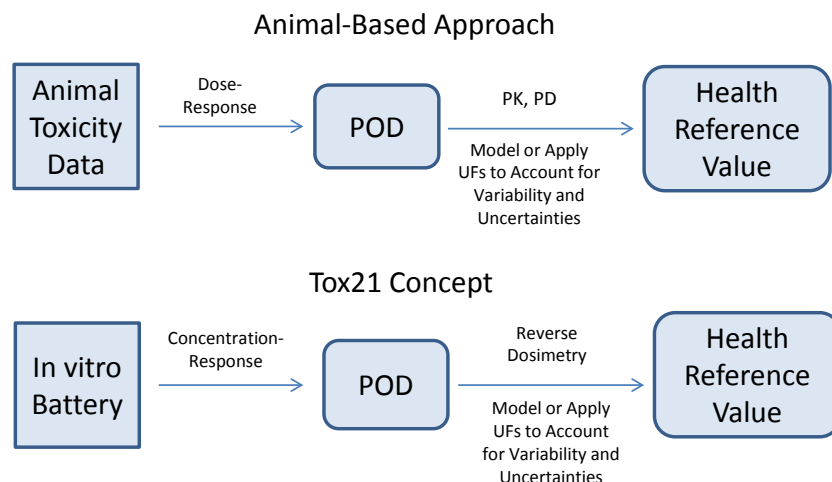 Animal-Based Approach
Animal
Toxicity
Data
Dose-
Response
POD
PK, PD
Model or Apply
UFs to Account for
Variability and
Uncertainties
Health
Reference
Value
Tox21 Concept
In vitro
Battery
Concentration-
Response
POD
Reverse
Dosimetry
Model or Apply
UFs to Account
for Variability and
Uncertainties
Health
Reference
Value